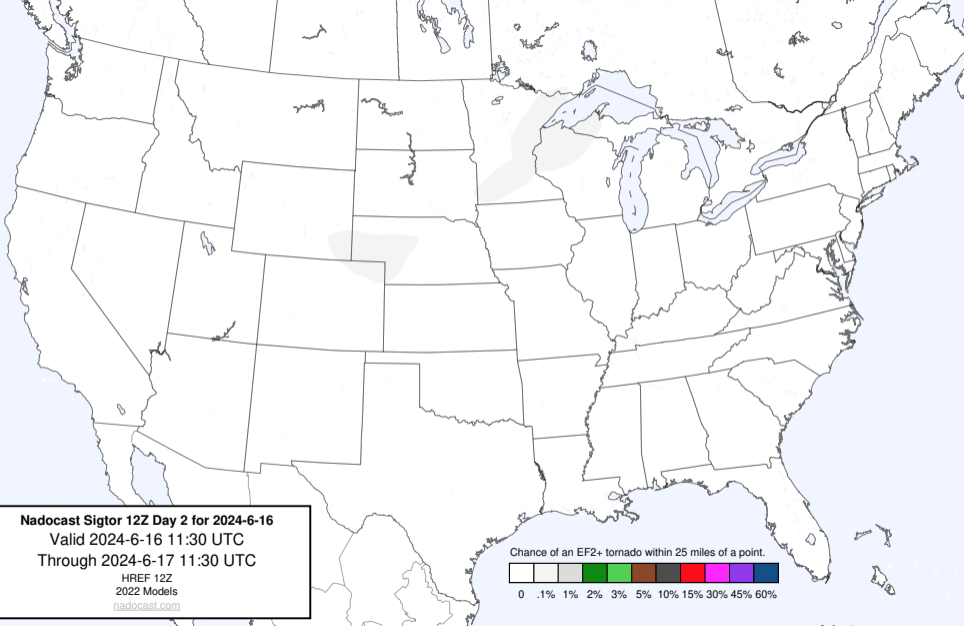 Nadocast Sigtor 12Z Day 2 for 2024-6-16
Valid 2024-6-16 11:30 UTC
Through 2024-6-17 11:30 UTC
HREF 12Z
2022 Models
nadocast.com
Chance of an EF2+ tornado within 25 miles of a point.
0 .1% 1% 2% 3% 5% 10% 15% 30% 45% 60%